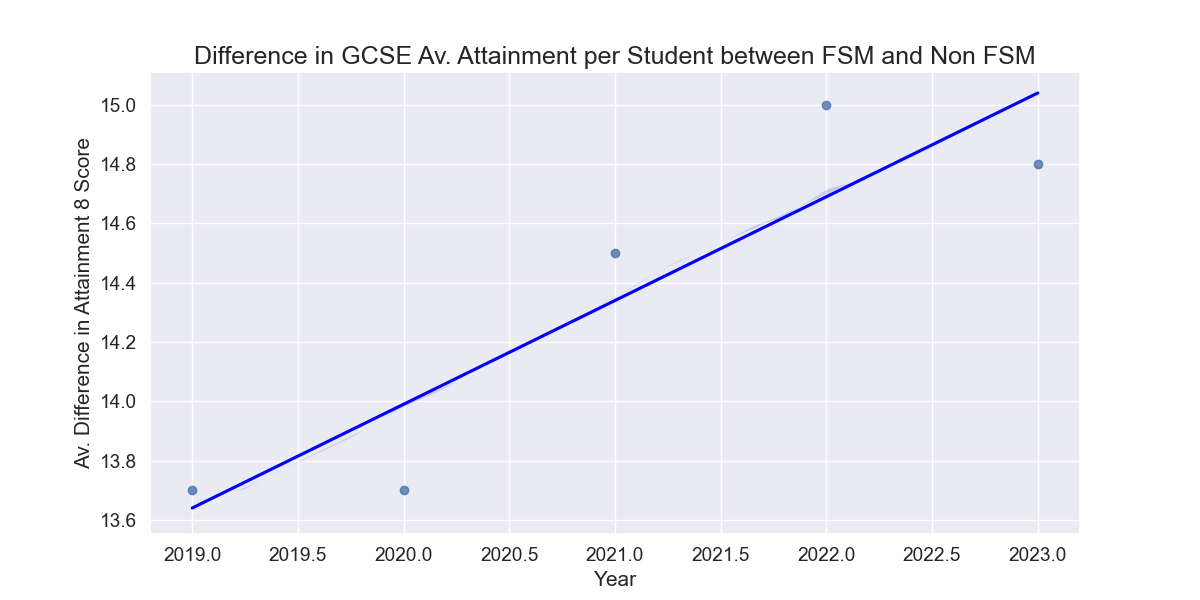 Difference in GCSE Av. Attainment per Student between FSM and Non FSM
Av. Difference in Attainment 8 Score
15.0
14.8
14.6
14.4
14.2
14.0
13.8
13.6
2019.0 2019.5 2020.0 2020.5 2021.0 2021.5 2022.0 2022.5 2023.0
Year